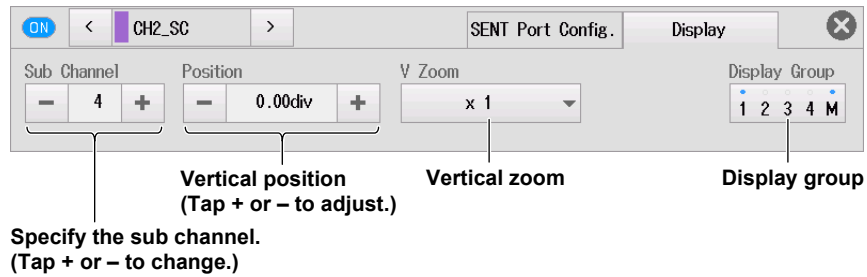 ON < CH2_SC > SENT Port Config. Display
Sub Channel Position V Zoom Display Group
− 4 + − 0.00div + x 1 1 2 3 4 M
Vertical position Vertical zoom Display group
(Tap + or – to adjust.)
Specify the sub channel.
(Tap + or – to change.)